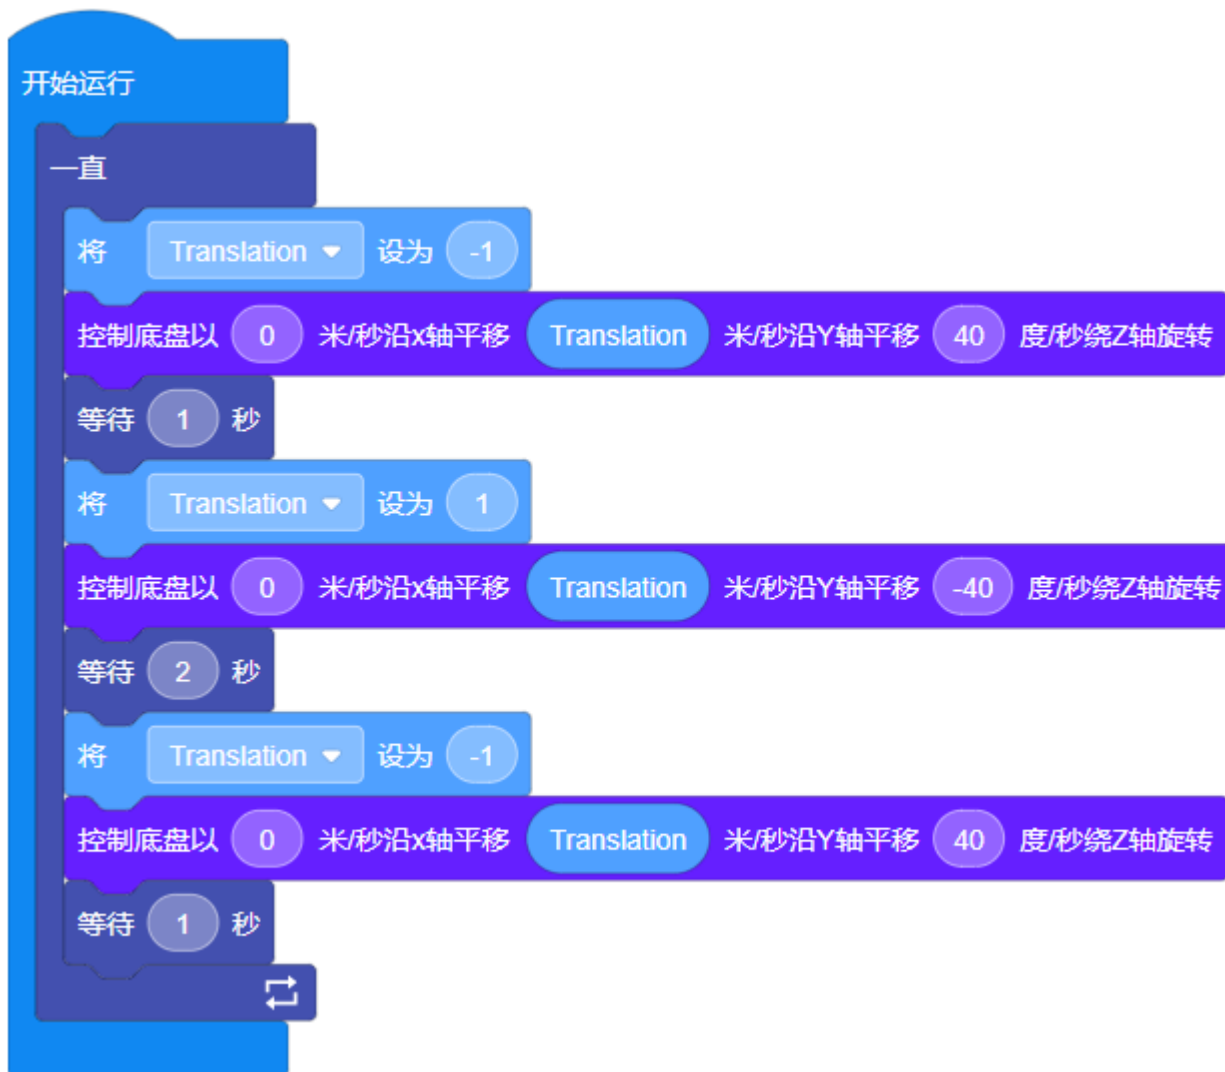 开始运行
一直
将 Translation 设为 -1
控制底盘以 0 米/秒沿x轴平移 Translation 米/秒沿Y轴平移 40 度/秒绕Z轴旋转
等待 1 秒
将 Translation 设为 1
控制底盘以 0 米/秒沿x轴平移 Translation 米/秒沿Y轴平移 -40 度/秒绕Z轴旋转
等待 2 秒
将 Translation 设为 -1
控制底盘以 0 米/秒沿x轴平移 Translation 米/秒沿Y轴平移 40 度/秒绕Z轴旋转
等待 1 秒